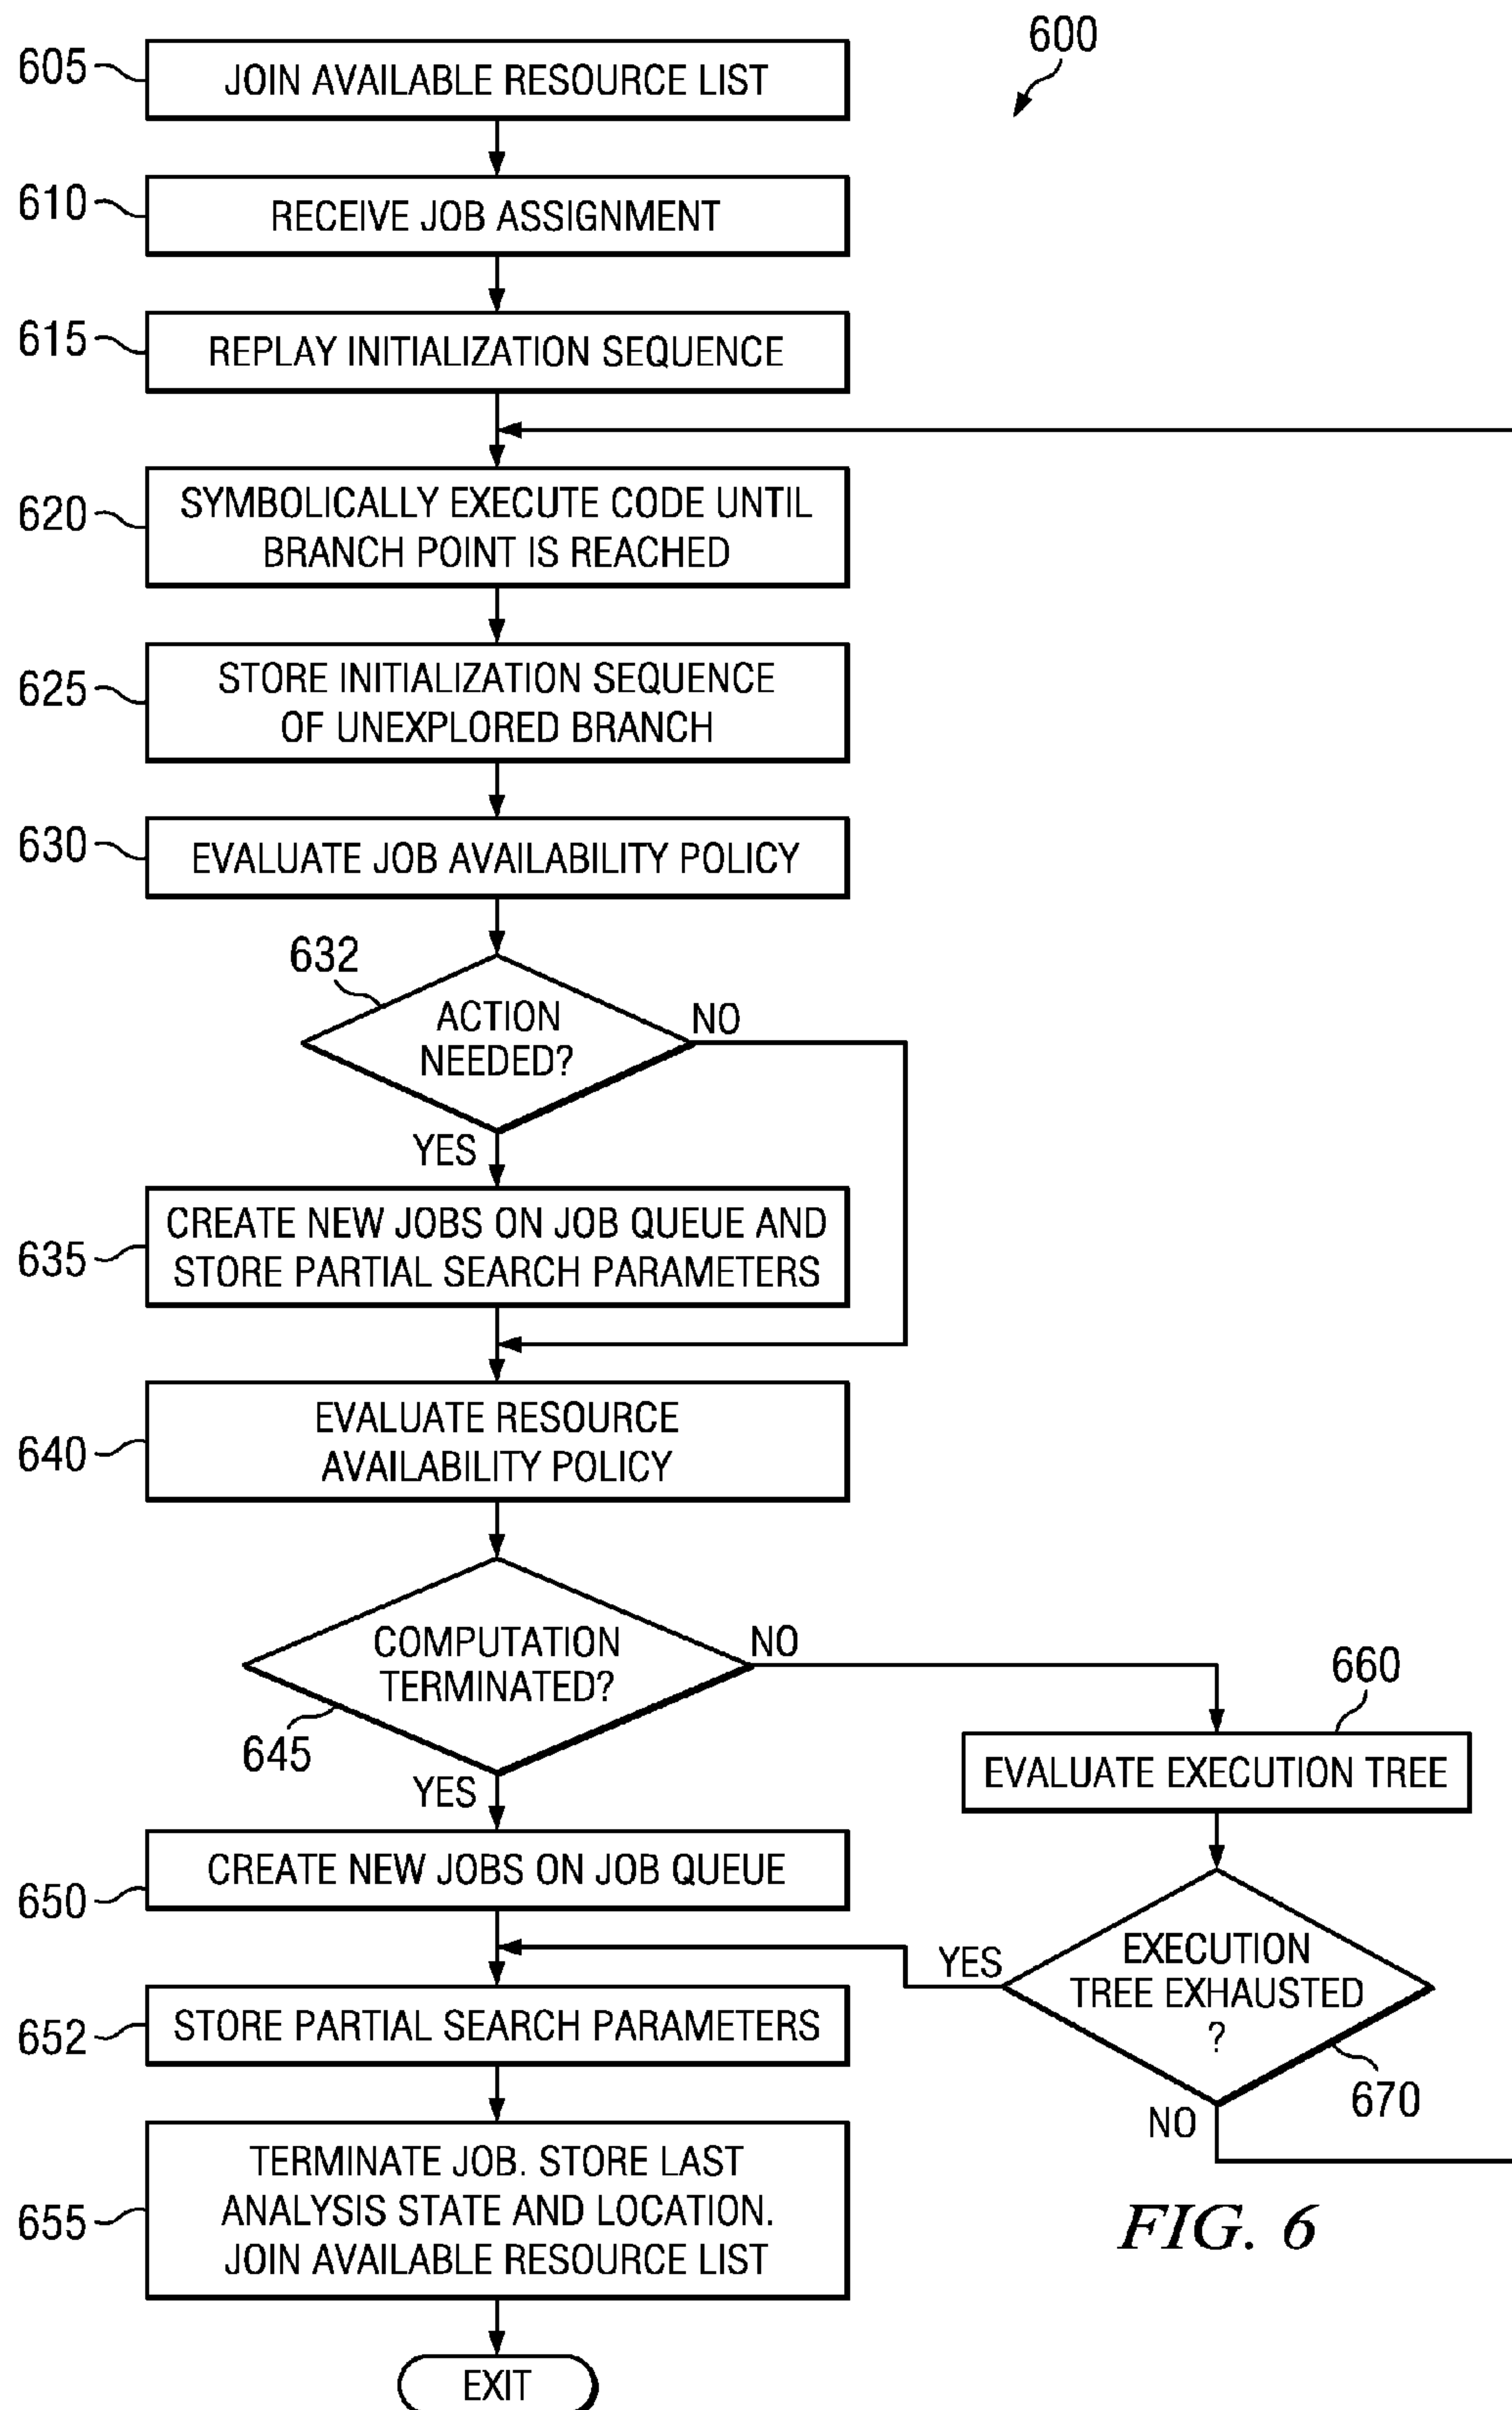 600
605
JOIN AVAILABLE RESOURCE LIST
610
RECEIVE JOB ASSIGNMENT
615
REPLAY INITIALIZATION SEQUENCE
620
SYMBOLICALLY EXECUTE CODE UNTIL
BRANCH POINT IS REACHED
625
STORE INITIALIZATION SEQUENCE
OF UNEXPLORED BRANCH
630
EVALUATE JOB AVAILABILITY POLICY
632
ACTION
NEEDED?
NO
YES
635
CREATE NEW JOBS ON JOB QUEUE AND
STORE PARTIAL SEARCH PARAMETERS
640
EVALUATE RESOURCE
AVAILABILITY POLICY
COMPUTATION
TERMINATED?
NO
645
YES
660
EVALUATE EXECUTION TREE
650
CREATE NEW JOBS ON JOB QUEUE
EXECUTION
TREE EXHAUSTED
?
YES
670
NO
652
STORE PARTIAL SEARCH PARAMETERS
655
TERMINATE JOB. STORE LAST
ANALYSIS STATE AND LOCATION.
JOIN AVAILABLE RESOURCE LIST
FIG. 6
EXIT